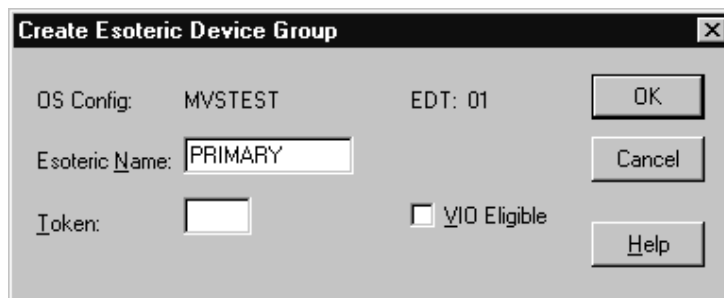 Create Esoteric Device Group
OS Config: MVSTEST EDT: 01 OK
Esoteric Name: PRIMARY Cancel
Token: VIO Eligible
Help